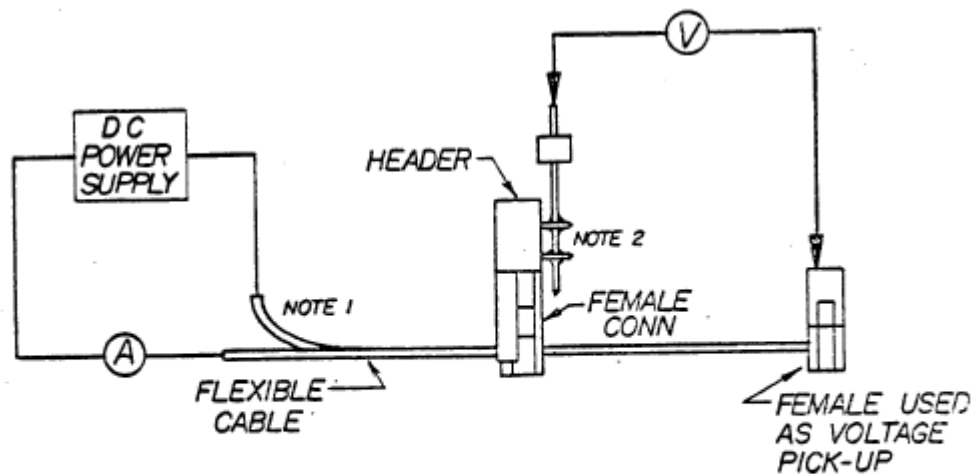 V
DC
POWER
SUPPLY
HEADER
NOTE 2
NOTE 1
FEMALE
CONN
A
FLEXIBLE
CABLE
FEMALE USED
AS VOLTAGE
PICK-UP